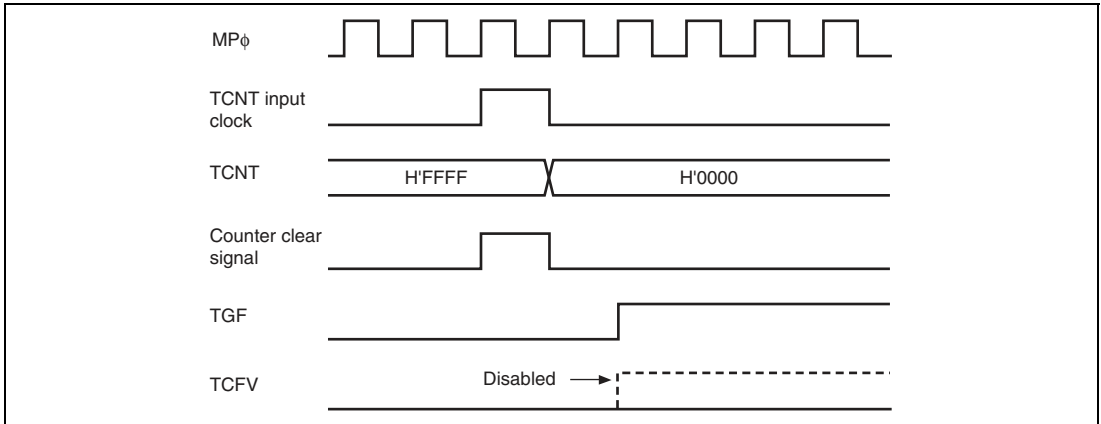 MPφ
TCNT input
clock
TCNT
H'FFFF
H'0000
Counter clear
signal
TGF
TCFV
Disabled